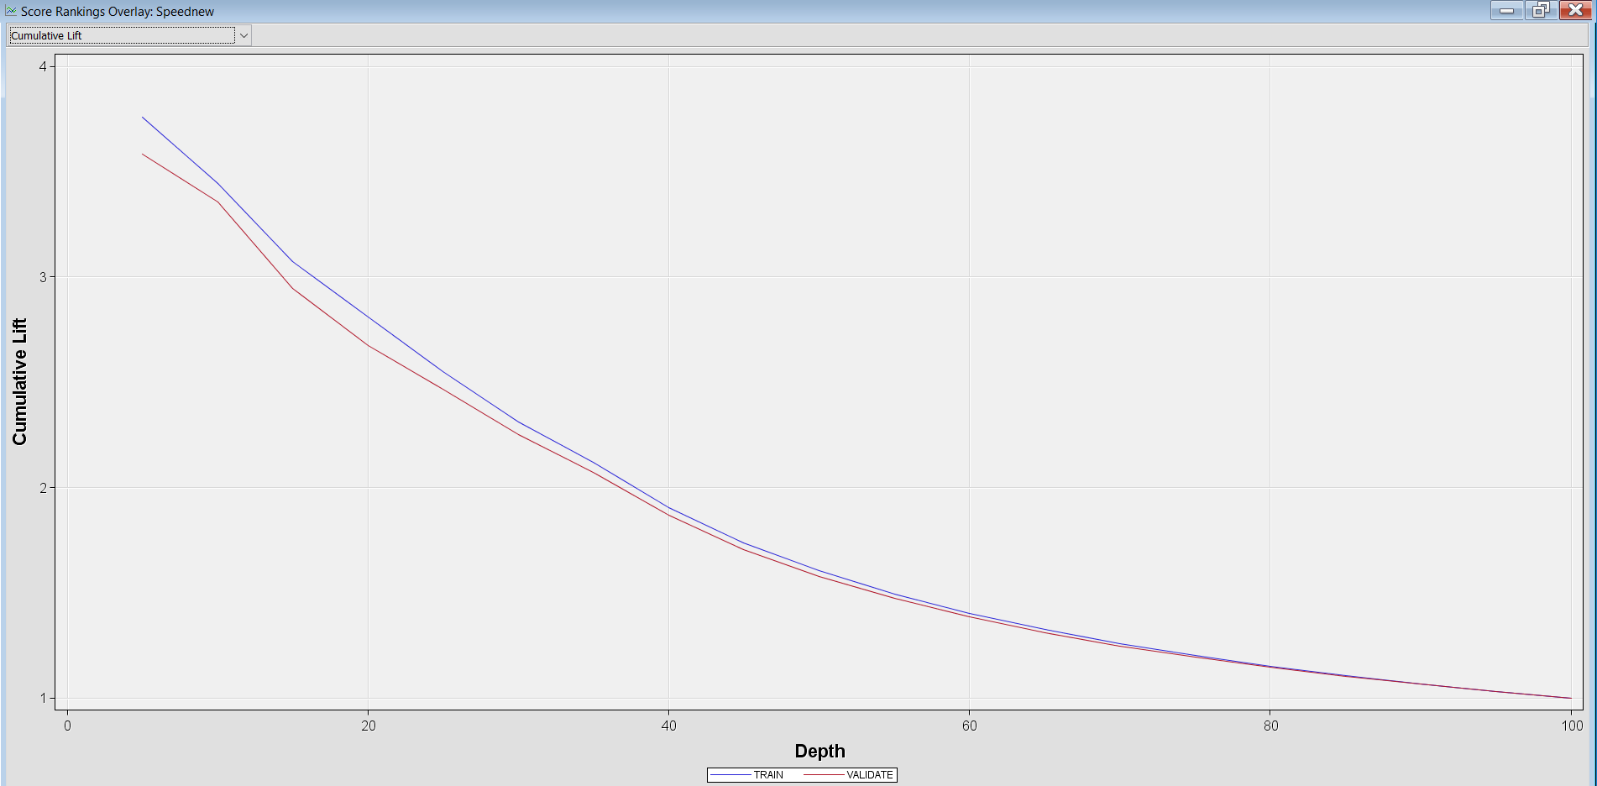 Score Rankings Overlay: Speednew
Cumulative Lift
4
3
2
1
Cumulative Lift
0 20 40 60 80 100
Depth
TRAIN VALIDATE